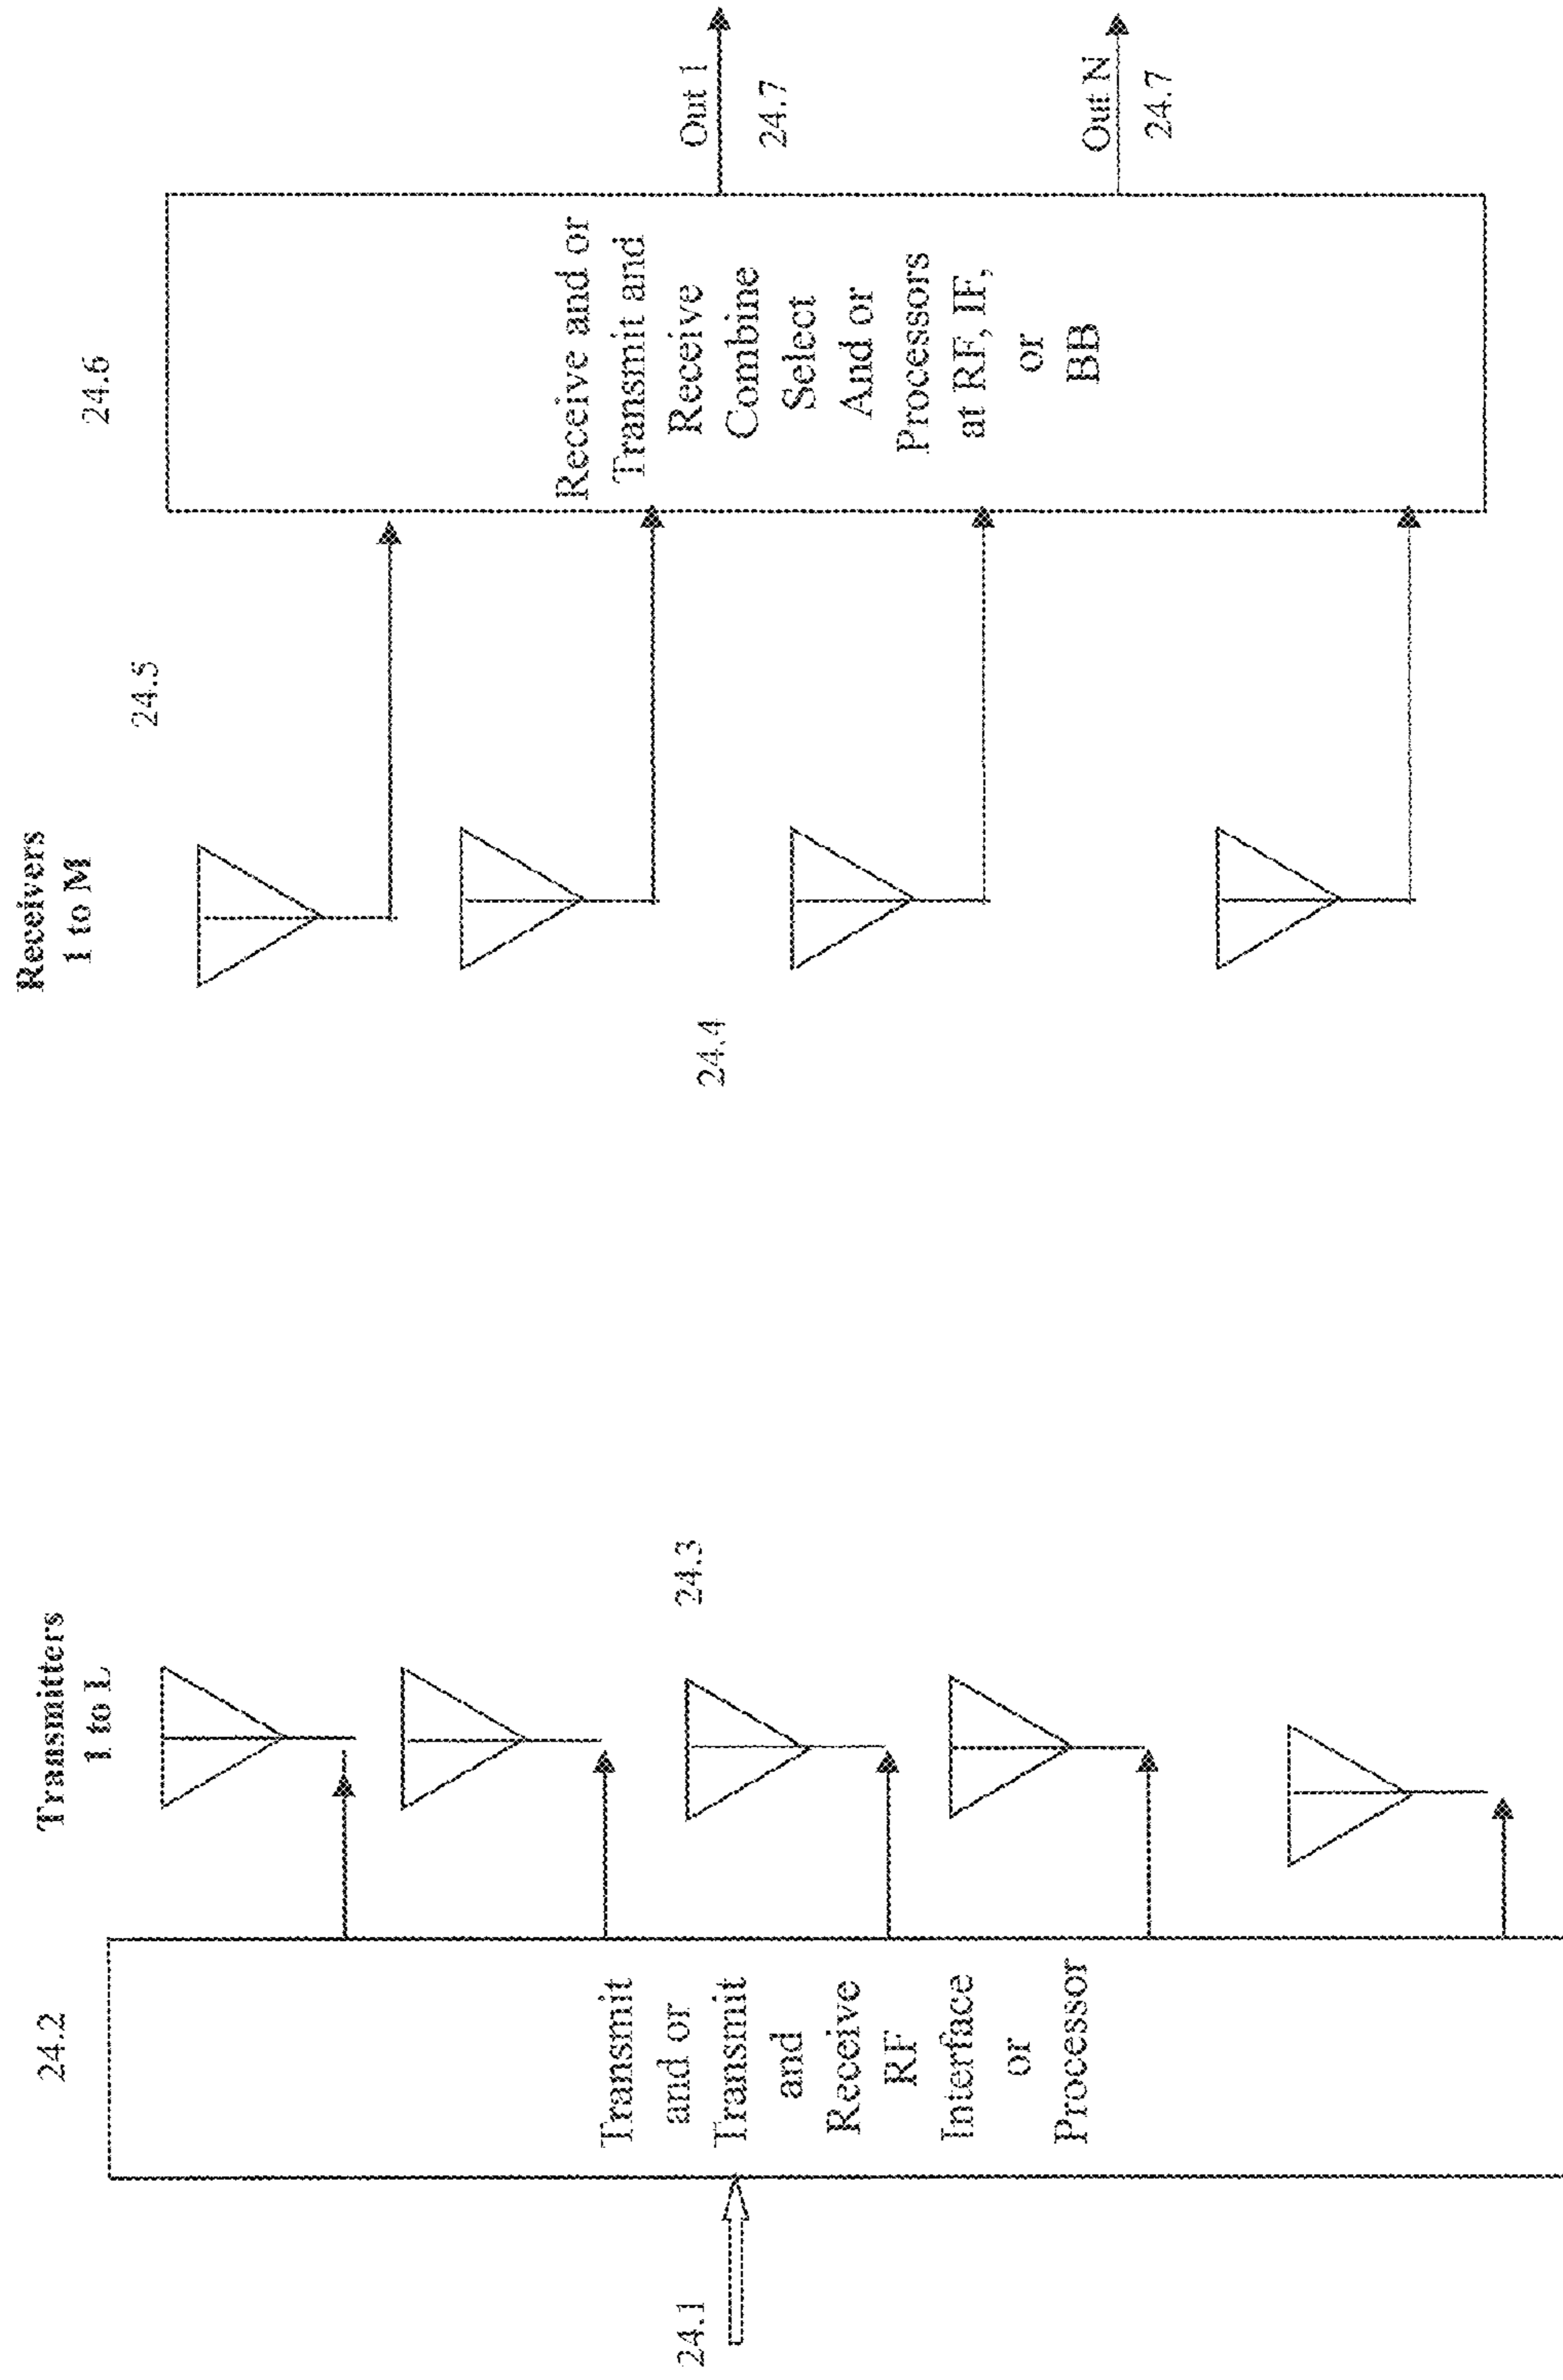 24.1
24.2
Transmit
and or
Transmit
and
Receive
RF
Interface
or
Processor
Transmitters
1 to L
24.3
24.4
Receivers
1 to M
24.5
24.6
Receive and or
Transmit and
Receive
Combine
Select
And or
Processors
at RF, IF,
or
BB
Out 1
24.7
Out N
24.7